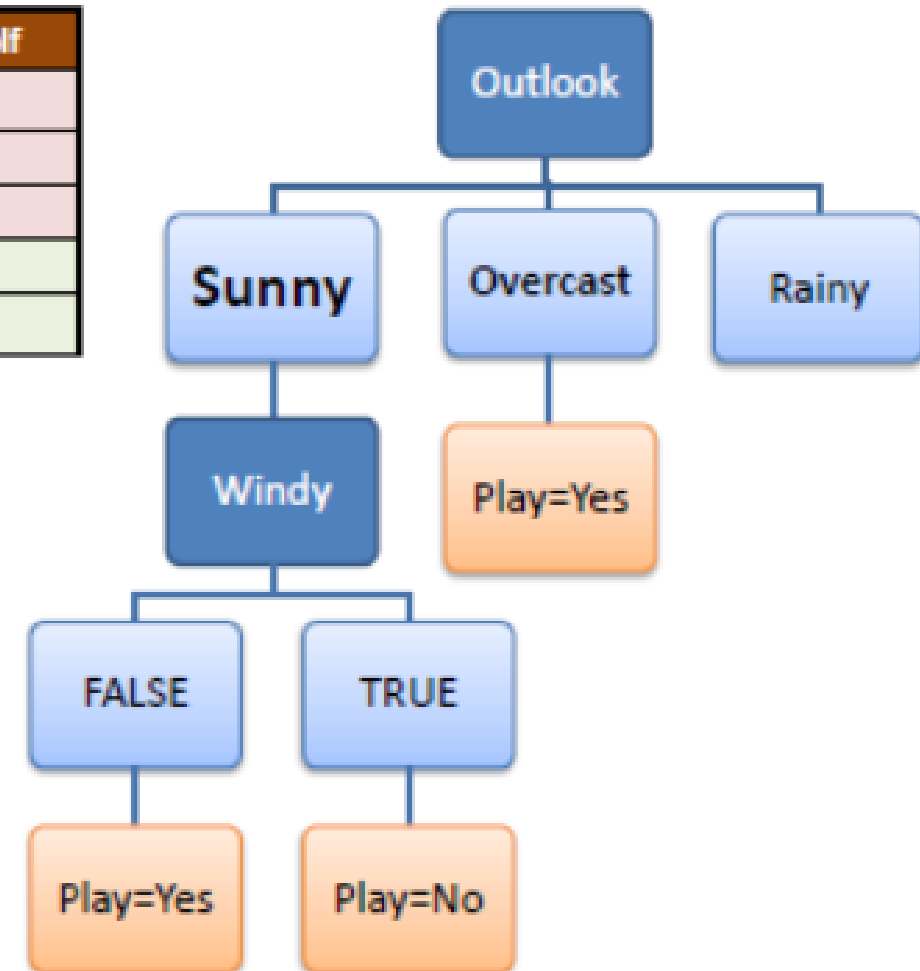 Outlook
Sunny
Overcast
Rainy
Windy
Play=Yes
FALSE
TRUE
Play=Yes
Play=No